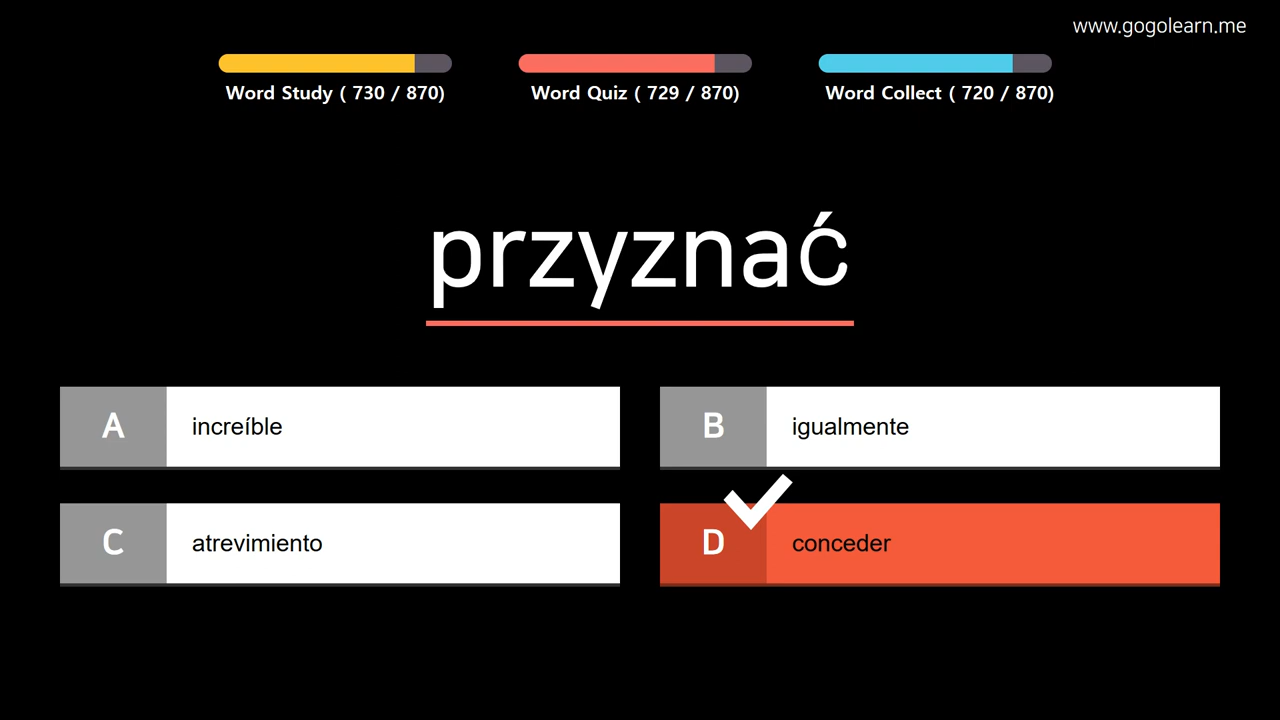 www.gogolearn.me
Word Study ( 730 / 870)
Word Quiz ( 729 / 870)
Word Collect ( 720 / 870)
przyznać
A
increíble
B
igualmente
C
atrevimiento
D
conceder